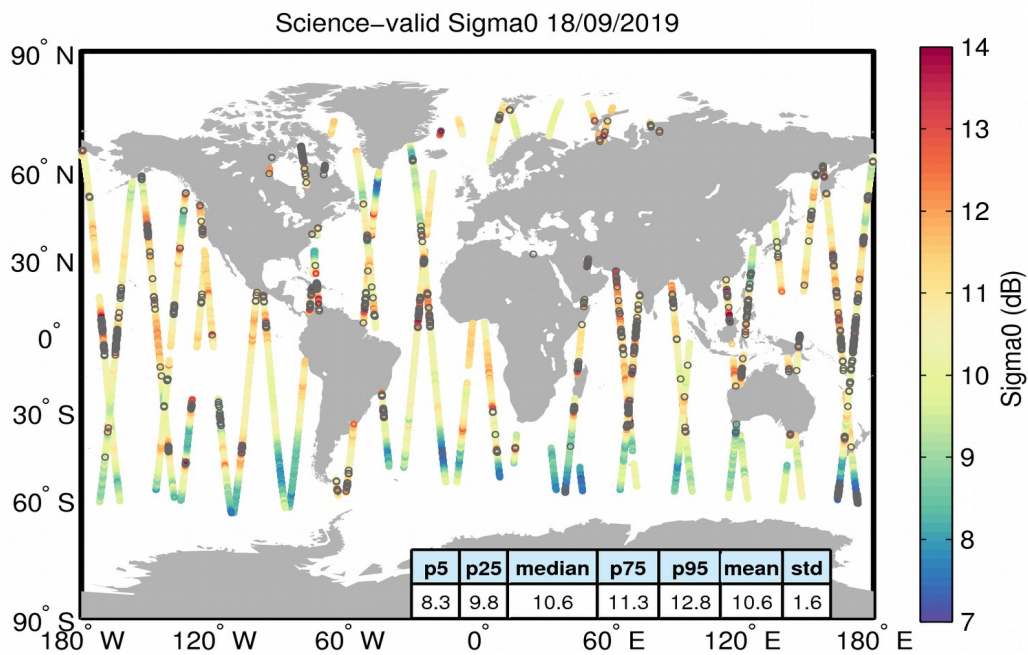 Science−valid Sigma0 18/09/2019
90° N
60° N
30° N
0°
30° S
60° S
90° S
180° W
120° W
60° W
0°
60° E
120° E
180° E
p5 p25 median p75 p95 mean std
8.3 9.8 10.6 11.3 12.8 10.6 1.6
14
13
12
11
10
9
8
7
Sigma0 (dB)